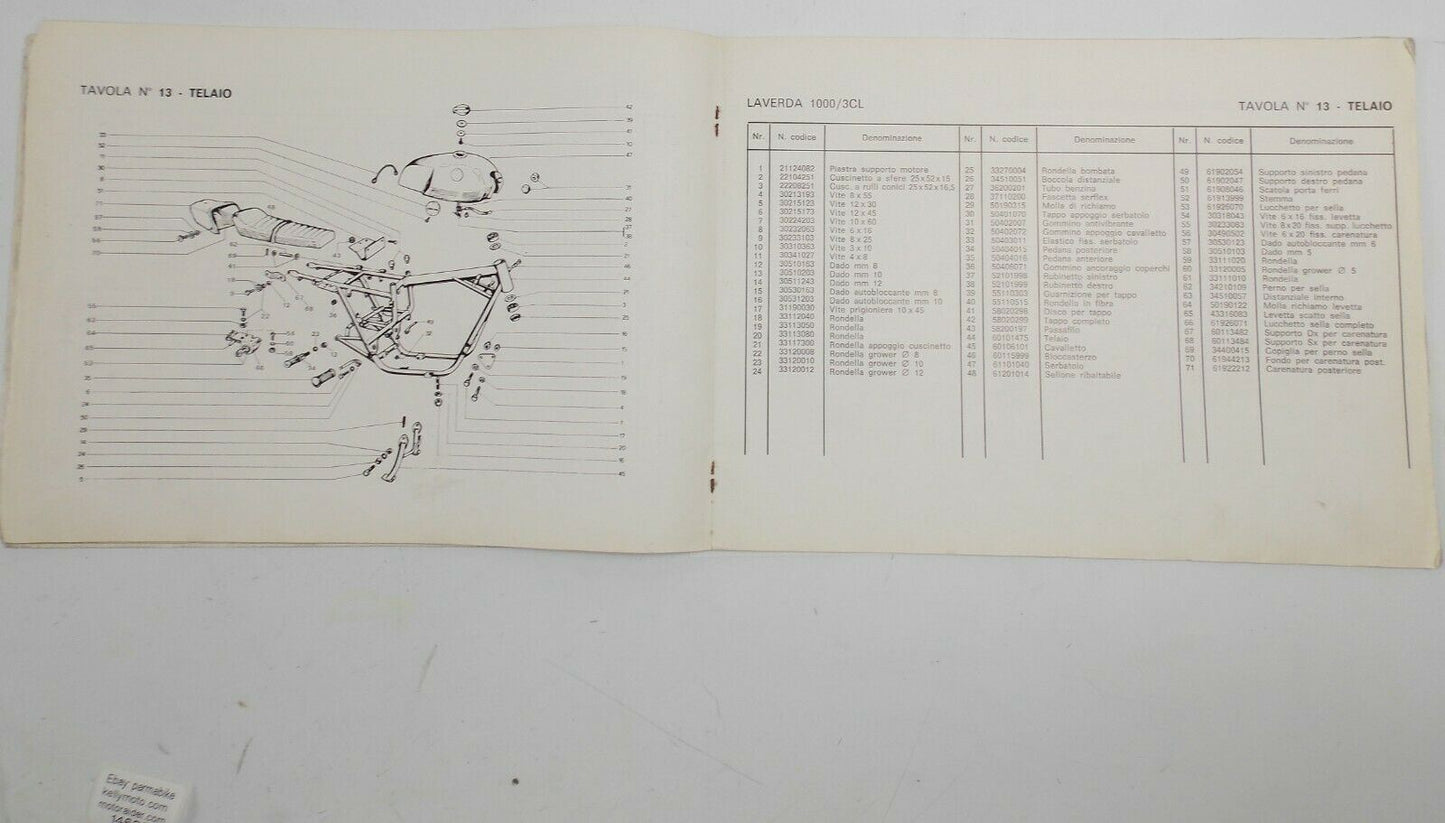 TAVOLA N° 13 - TELAIO
LAVERDA 1000/3CL
TAVOLA N° 13 - TELAIO
Nr. N. codice Denominazione Nr. N. codice Denominazione Nr. N. codice Denominazione
1 21124082 Piastra supporto motore 25 33270004 Rondella bombata 49 61902054 Supporto sinistro pedana
2 22104251 Cuscinetto a sfere 25x52x15 26 34518051 Boccola distanziale 50 61902047 Supporto destro pedana
3 22208251 Cusc. a rulli conici 25x52x16,5 27 36200201 Tubo benzina 51 61908046 Scatola porta ferri
4 30213193 Vite 8 x 55 28 37110200 Fascetta serflex 52 61913999 Stemma
5 30215123 Vite 12 x 30 29 50190315 Molla di richiamo 53 61926070 Lucchetto per sella
6 30215173 Vite 12 x 45 30 50401070 Tappo appoggio serbatoio 54 30318043 Vite 6 x 16 fiss. levetta
7 30224203 Vite 10 x 60 31 50402007 Gommino antivibrante 55 30233083 Vite 8x20 fiss. supp. lucchetto
8 30232063 Vite 6 x 16 32 50402072 Gommino appoggio cavalletto 56 30496502 Vite 6 x 20 fiss. carenatura
9 30233103 Vite 8 x 25 33 50403011 Elastico fiss. serbatoio 57 30530123 Dado autobloccante mm 6
10 30310363 Vite 3 x 10 34 50404015 Pedana posteriore 58 30510103 Dado mm 5
11 30341027 Vite 4 x 8 35 50404016 Pedana anteriore 59 33111020 Rondella
12 30510163 Dado mm 8 36 50406071 Gommino ancoraggio coperchi 60 33120005 Rondella grower Ø 5
13 30510203 Dado mm 10 37 52101998 Rubinetto sinistro 61 33111010 Rondella
14 30511243 Dado mm 12 38 52101999 Rubinetto destro 62 34210109 Perno per sella
15 30530163 Dado autobloccante mm 8 39 55110303 Guarnizione per tappo 63 34510057 Distanziale interno
16 30531203 Dado autobloccante mm 10 40 55110515 Rondella in fibra 64 50190122 Molla richiamo levetta
17 31190030 Vite prigioniera 10 x 45 41 58020298 Disco per tappo 65 43316083 Levetta scatto sella
18 33112040 Rondella 42 58020299 Tappo completo 66 61926071 Lucchetto sella completo
19 33113050 Rondella 43 58200197 Passafilo 67 60113482 Supporto Dx per carenatura
20 33113080 Rondella 44 60101475 Telaio 68 60113484 Supporto Sx per carenatura
21 33117300 Rondella appoggio cuscinetto 45 60106101 Cavalletto 69 34400415 Copiglia per perno sella
22 33120008 Rondella grower Ø 8 46 60115999 Bloccasterzo 70 61944213 Fondo per carenatura post.
23 33120010 Rondella grower Ø 10 47 61101040 Serbatoio 71 61922212 Carenatura posteriore
24 33120012 Rondella grower Ø 12 48 61201014 Sellone ribaltabile
Ebay: parmabike
kellymoto.com
motoraider.com